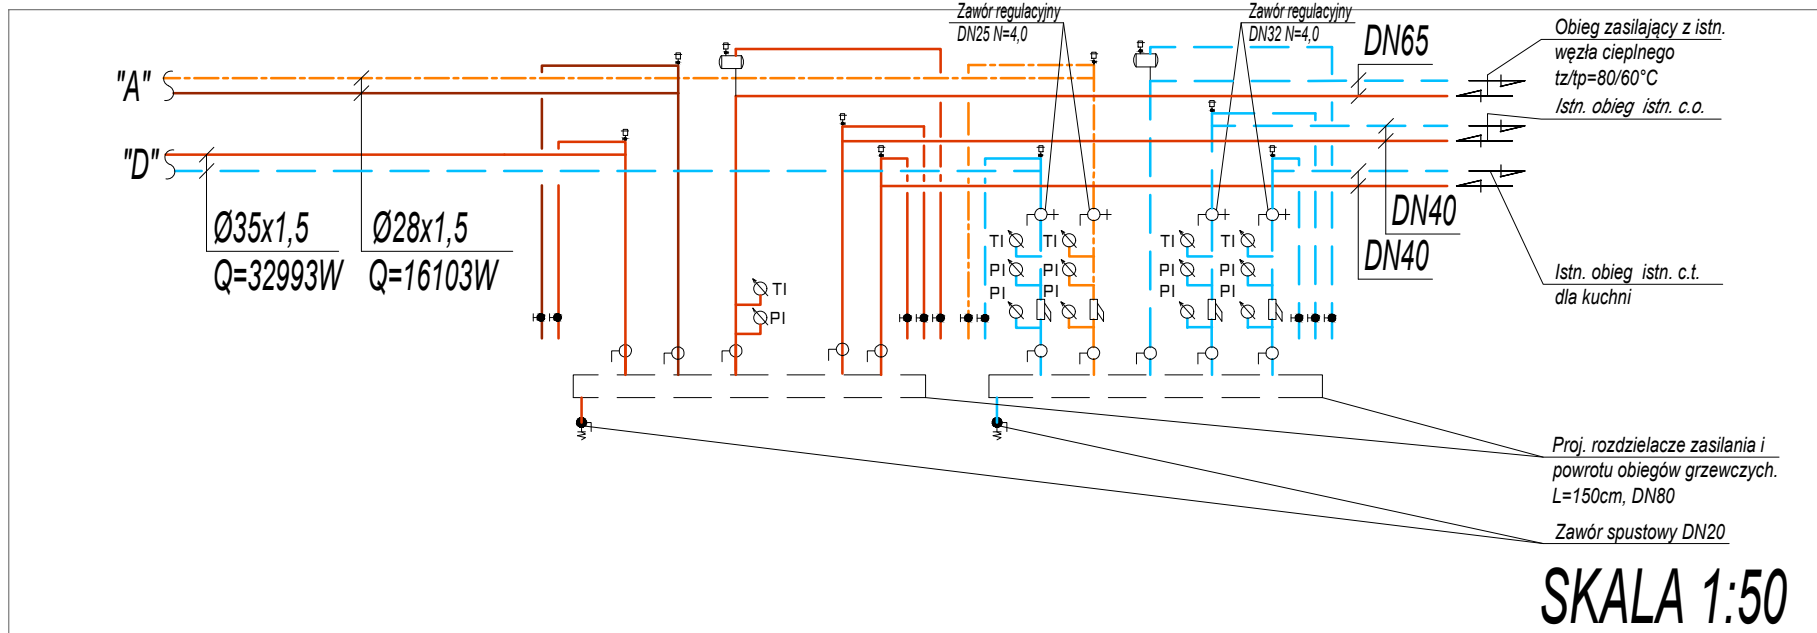 Zawór regulacyjny
DN25 N=4,0
Zawór regulacyjny
DN32 N=4,0
DN65
Obieg zasilający z istn.
węzła cieplnego
tz/tp=80/60°C
Istn. obieg istn. c.o.
"A"
"D"
Ø35x1,5
Q=32993W
Ø28x1,5
Q=16103W
DN40
DN40
Istn. obieg istn. c.t.
dla kuchni
TI
PI
TI
PI
PI
TI
PI
PI
TI
PI
PI
TI
PI
PI
Proj. rozdzielacze zasilania i
powrotu obiegów grzewczych.
L=150cm, DN80
Zawór spustowy DN20
SKALA 1:50